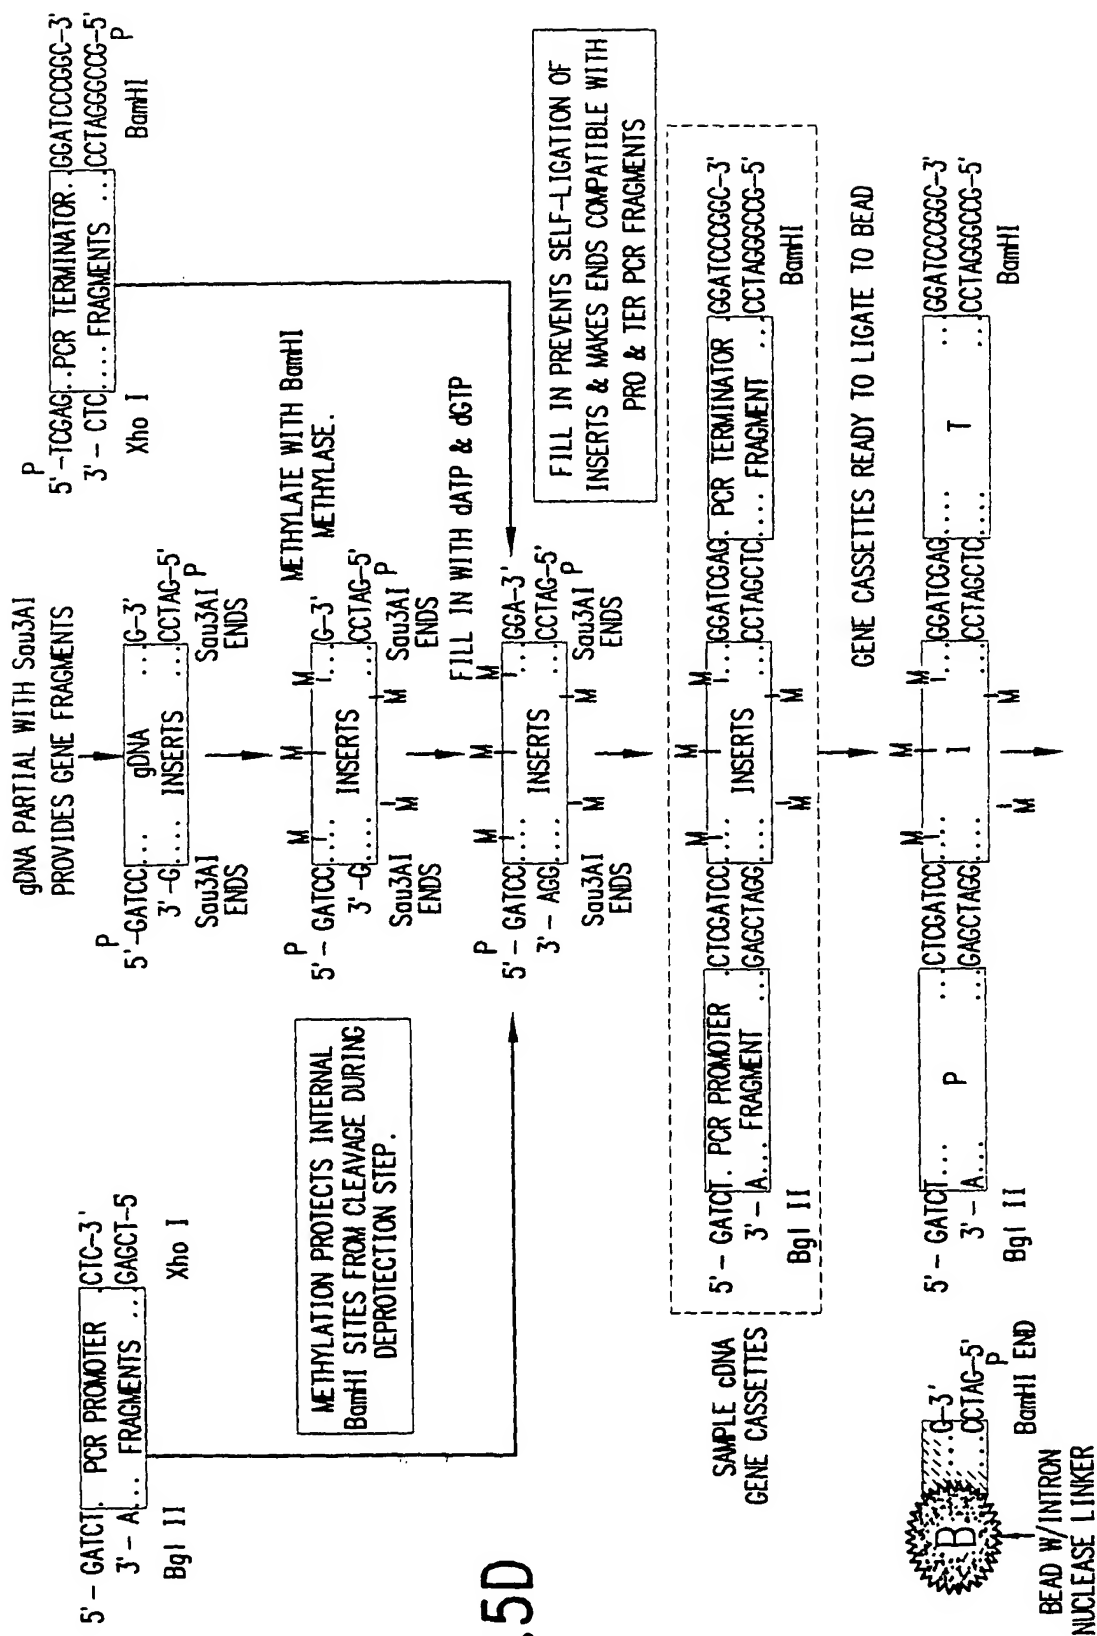 gDNA PARTIAL WITH Sau3AI
PROVIDES GENE FRAGMENTS
P
5'-GATCC... gDNA ...G-3'
3'-G.... INSERTS ...CCTAG-5'
P
Sau3AI
ENDS
Sau3AI
ENDS
P
5'-TCGAG..PCR TERMINATOR..GGATCCCGGC-3'
3'- CTC.... FRAGMENTS ...CCTAGGGCCG-5'
P
Xho I
BamHI
METHYLATE WITH BamHI
METHYLASE.
M M M
P
5'- GATCC... INSERTS ...G-3'
3'-G.... ...CCTAG-5'
P
M M
Sau3AI
ENDS
Sau3AI
ENDS
5'- GATCT. PCR PROMOTER .CTC-3'
3'- A... FRAGMENTS ...GAGCT-5
Bgl II
Xho I
METHYLATION PROTECTS INTERNAL
BamHI SITES FROM CLEAVAGE DURING
DEPROTECTION STEP.
FILL IN WITH dATP & dGTP
M M M
P
5'- GATCC... INSERTS ...GGA-3'
3'- AGG.... ...CCTAG-5'
P
M M
Sau3AI
ENDS
Sau3AI
ENDS
FILL IN PREVENTS SELF-LIGATION OF
INSERTS & MAKES ENDS COMPATIBLE WITH
PRO & TER PCR FRAGMENTS
SAMPLE cDNA
GENE CASSETTES
M M M
5'- GATCT. PCR PROMOTER .CTCGATCC... INSERTS ...GGATCGAG. PCR TERMINATOR .GGATCCCGGC-3'
3'- A... FRAGMENT ...GAGCTAGG... ...CCTAGCTC.... FRAGMENT ...CCTAGGGCCG-5'
M M
Bgl II
BamHI
GENE CASSETTES READY TO LIGATE TO BEAD
M M M
5'- GATCT.... P ...CTCGATCC.... I ...GGATCGAG.... T ...GGATCCCGGC-3'
3'- A... ...GAGCTAGG... ...CCTAGCTC.... ...CCTAGGGCCG-5'
M M
Bgl II
BamHI
B
G-3'
CCTAG-5'
P
BamHI END
BEAD W/INTRON
NUCLEASE LINKER
.5D